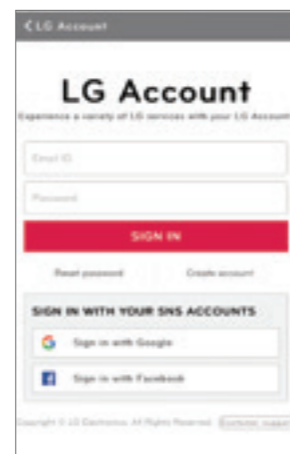 LG Account
LG Account
Experience a variety of LG services with your LG Account
Email ID
Password
SIGN IN
Reset password Create account
SIGN IN WITH YOUR SNS ACCOUNTS
Sign in with Google
Sign in with Facebook
Copyright © LG Electronics. All Rights Reserved.